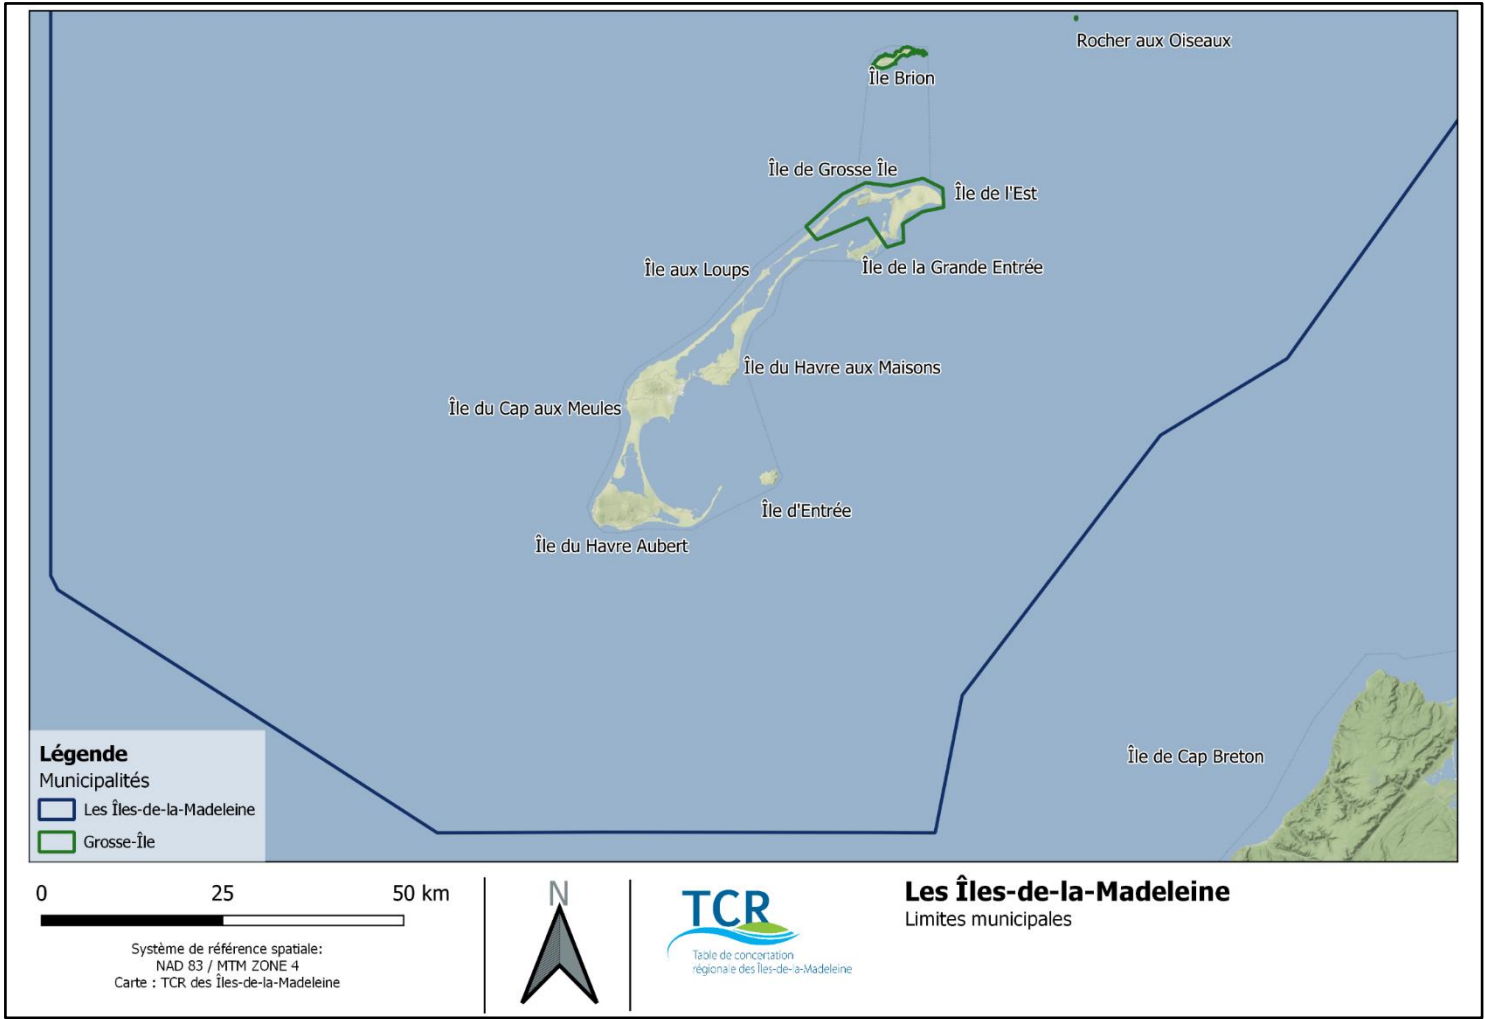 Rocher aux Oiseaux
Île Brion
Île de Grosse Île
Île de l'Est
Île aux Loups
Île de la Grande Entrée
Île du Havre aux Maisons
Île du Cap aux Meules
Île d'Entrée
Île du Havre Aubert
Île de Cap Breton
Légende
Municipalités
Les Îles-de-la-Madeleine
Grosse-Île
0 25 50 km
Système de référence spatiale:
NAD 83 / MTM ZONE 4
Carte : TCR des Îles-de-la-Madeleine
N
TCR
Table de concertation
régionale des Îles-de-la-Madeleine
Les Îles-de-la-Madeleine
Limites municipales